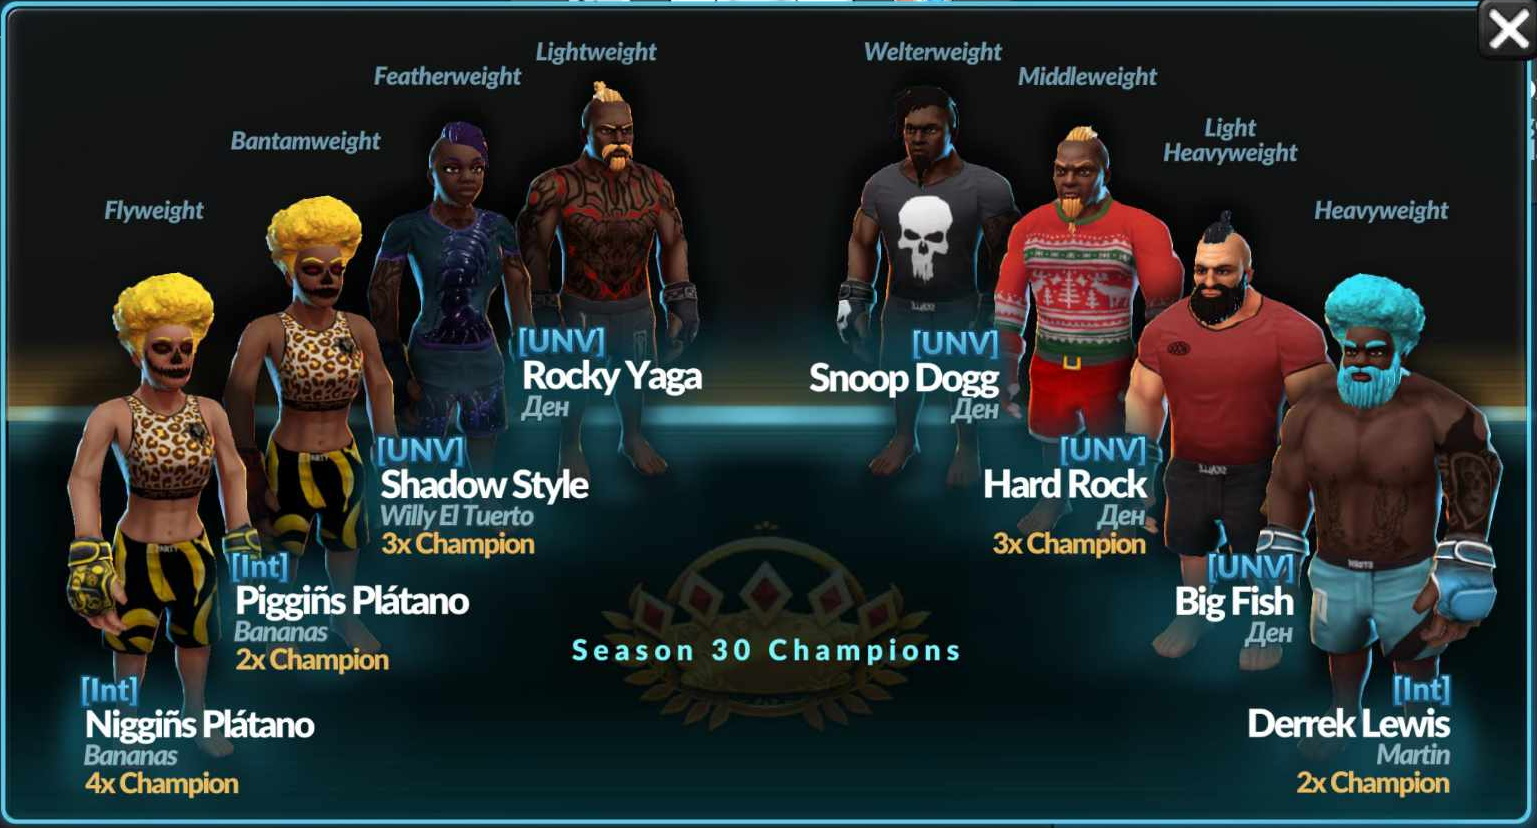 Lightweight
Welterweight
Featherweight
Middleweight
Bantamweight
Light
Heavyweight
Flyweight
Heavyweight
[UNV]
Rocky Yaga
Ден
[UNV]
Snoop Dogg
Ден
[UNV]
Shadow Style
Willy El Tuerto
3x Champion
[UNV]
Hard Rock
Ден
3x Champion
[Int]
Piggiñs Plátano
Bananas
2x Champion
[UNV]
Big Fish
Ден
Season 30 Champions
[Int]
Niggiñs Plátano
Bananas
4x Champion
[Int]
Derrek Lewis
Martin
2x Champion